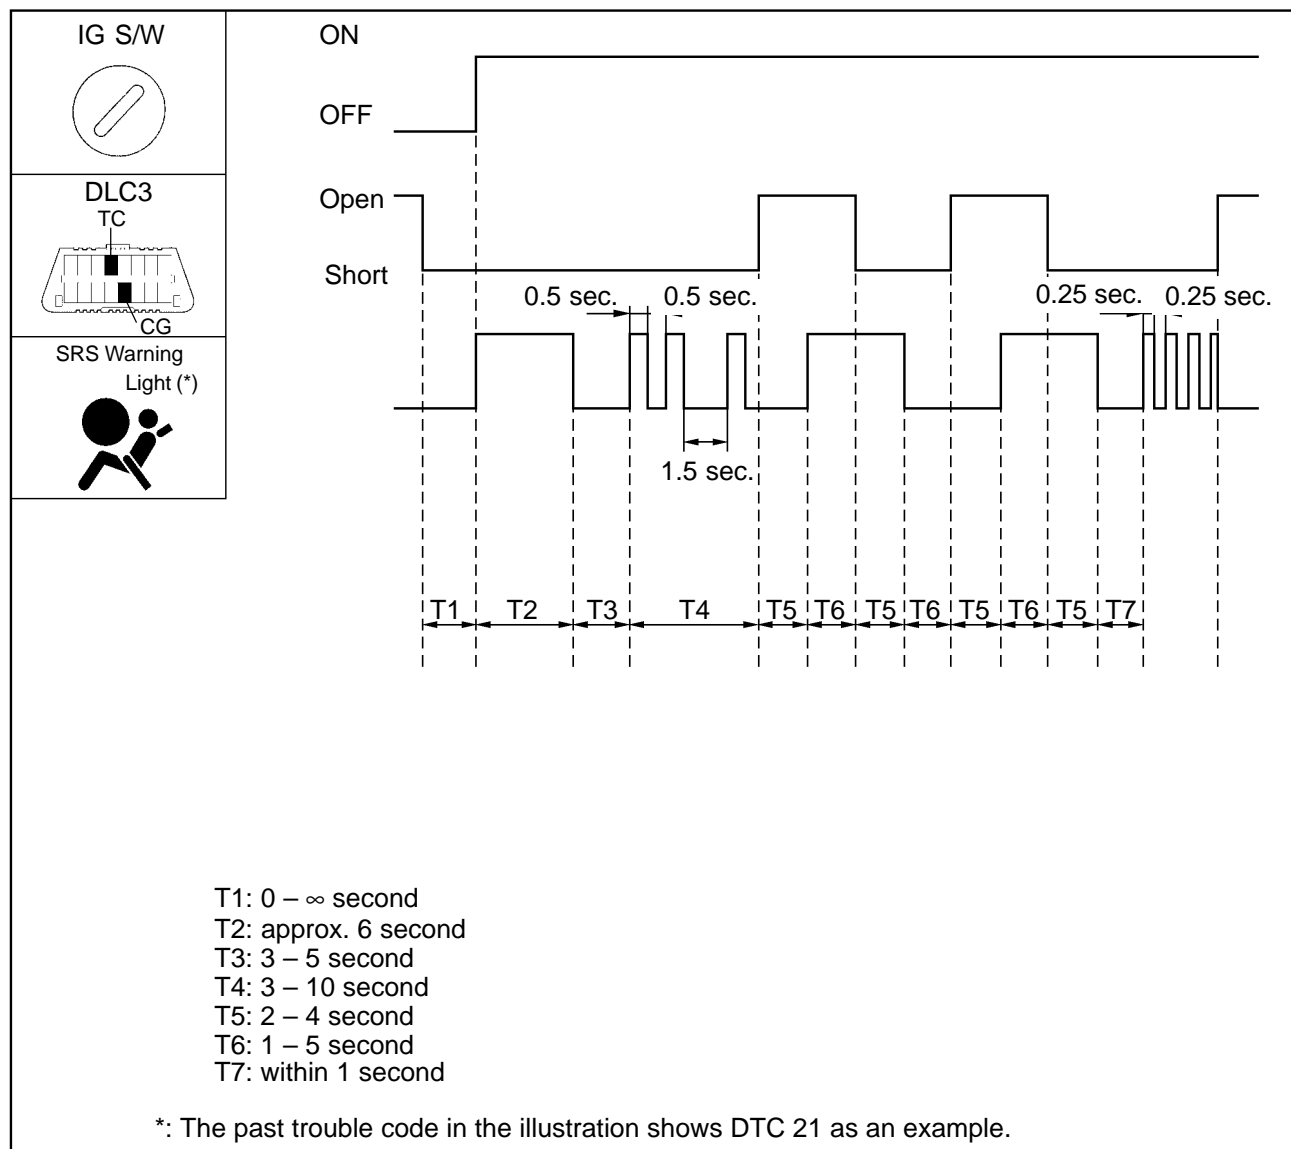 IG S/W
ON
OFF
DLC3
TC
CG
Open
Short
SRS Warning
Light (*)
0.5 sec.
0.5 sec.
0.25 sec.
0.25 sec.
1.5 sec.
T1
T2
T3
T4
T5
T6
T5
T6
T5
T6
T5
T7
T1: 0 – ∞ second
T2: approx. 6 second
T3: 3 – 5 second
T4: 3 – 10 second
T5: 2 – 4 second
T6: 1 – 5 second
T7: within 1 second
*: The past trouble code in the illustration shows DTC 21 as an example.